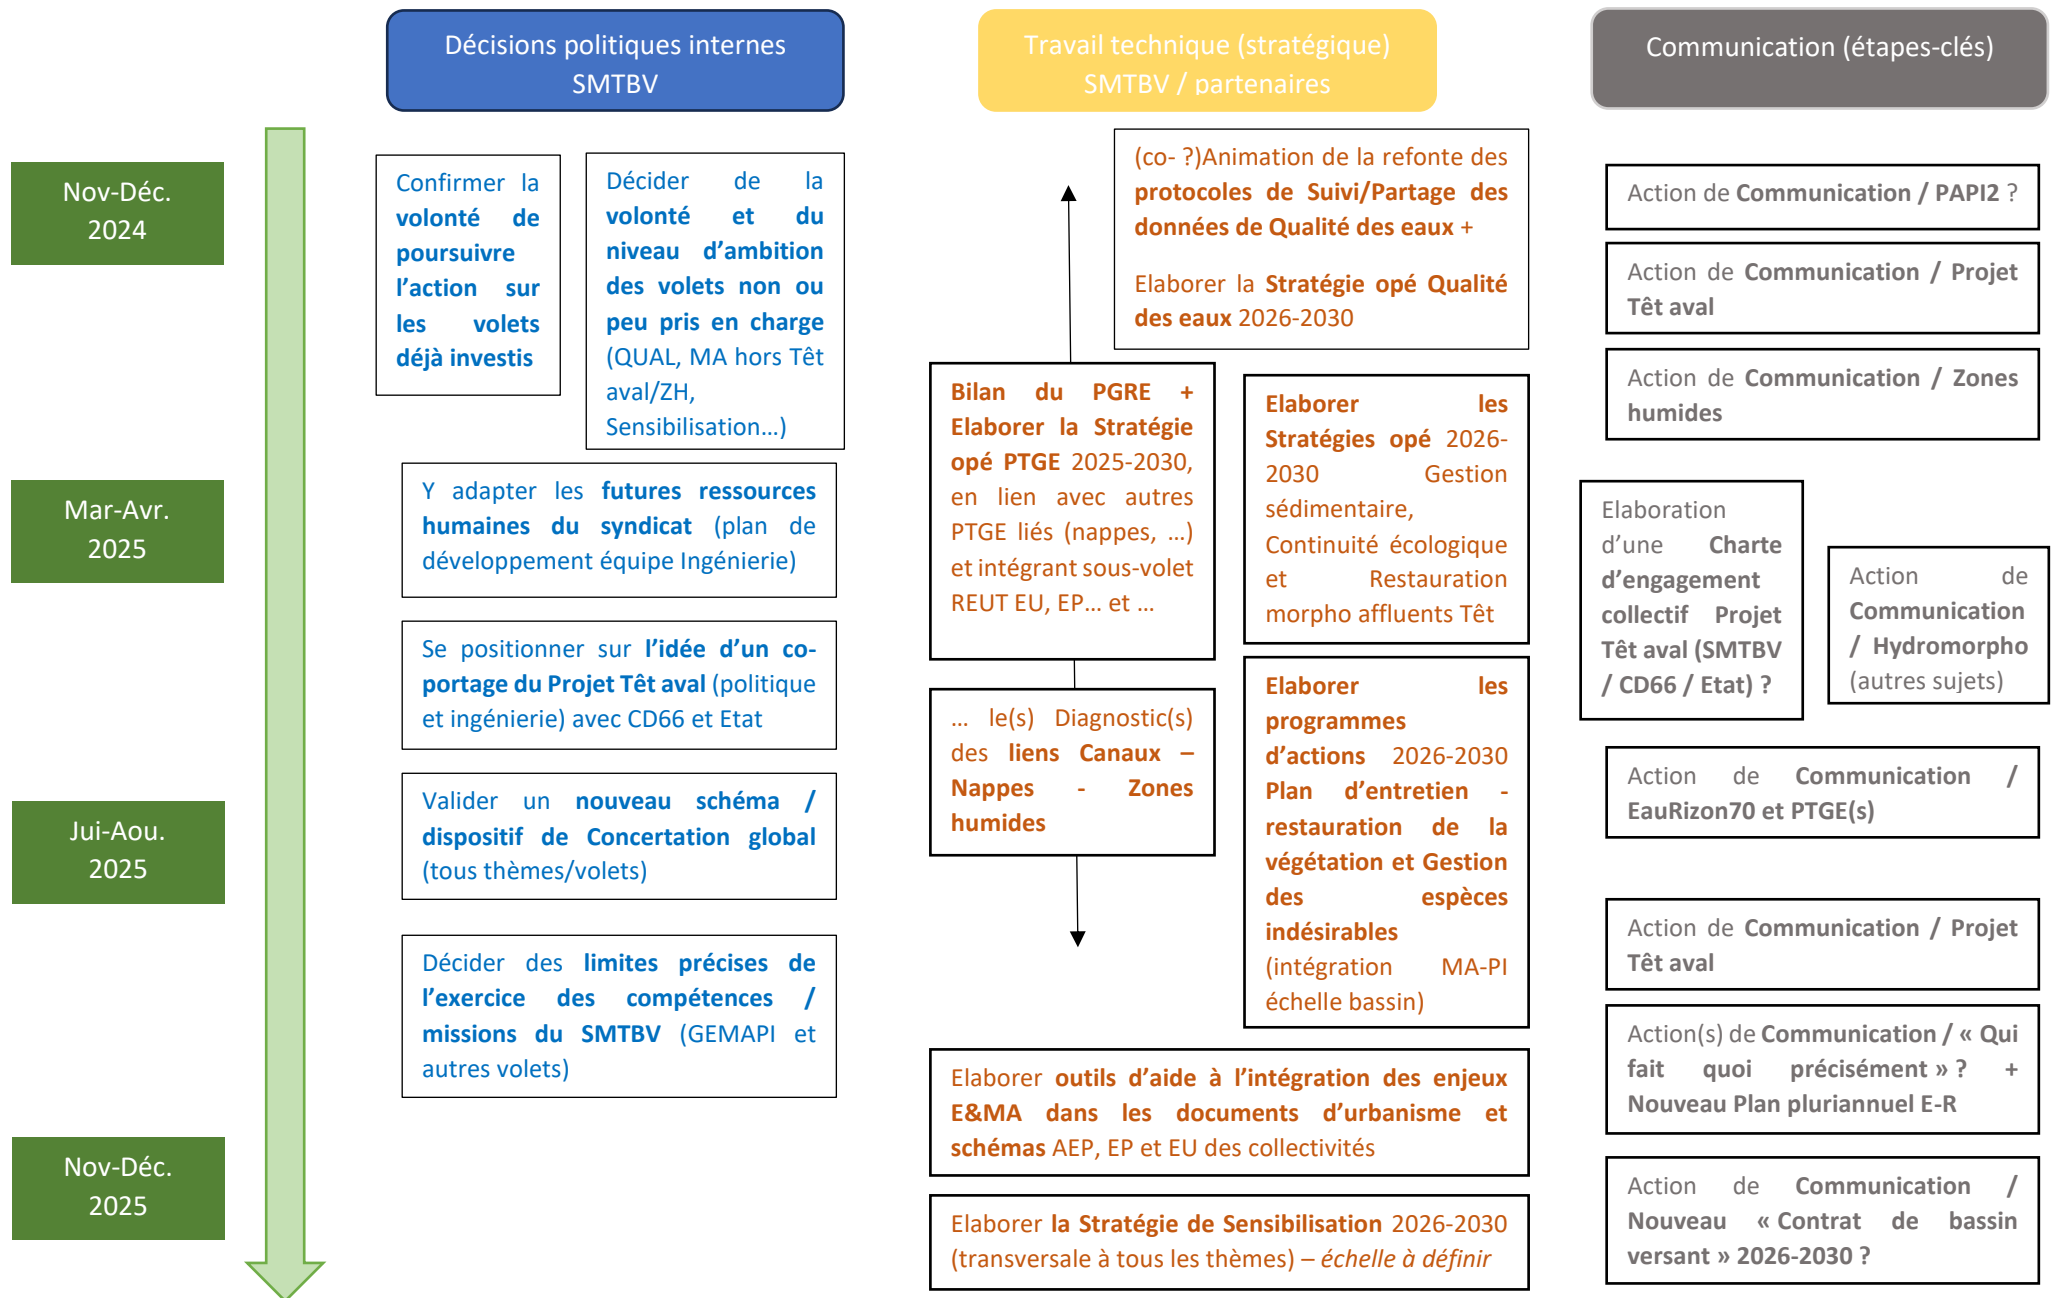 Décisions politiques internes
SMTBV
Travail technique (stratégique)
SMTBV / partenaires
Communication (étapes-clés)
Nov-Déc.
2024
Mar-Avr.
2025
Jui-Aou.
2025
Nov-Déc.
2025
Confirmer la
volonté de
poursuivre
l’action sur
les volets
déjà investis
Décider de la
volonté et du
niveau d’ambition
des volets non ou
peu pris en charge
(QUAL, MA hors Têt
aval/ZH,
Sensibilisation…)
Y adapter les futures ressources
humaines du syndicat (plan de
développement équipe Ingénierie)
Se positionner sur l’idée d’un co-
portage du Projet Têt aval (politique
et ingénierie) avec CD66 et Etat
Valider un nouveau schéma /
dispositif de Concertation global
(tous thèmes/volets)
Décider des limites précises de
l’exercice des compétences /
missions du SMTBV (GEMAPI et
autres volets)
(co- ?)Animation de la refonte des
protocoles de Suivi/Partage des
données de Qualité des eaux +
Elaborer la Stratégie opé Qualité
des eaux 2026-2030
Bilan du PGRE +
Elaborer la Stratégie
opé PTGE 2025-2030,
en lien avec autres
PTGE liés (nappes, …)
et intégrant sous-volet
REUT EU, EP… et …
… le(s) Diagnostic(s)
des liens Canaux –
Nappes - Zones
humides
Elaborer les
Stratégies opé 2026-
2030 Gestion
sédimentaire,
Continuité écologique
et Restauration
morpho affluents Têt
Elaborer les
programmes
d’actions 2026-2030
Plan d’entretien -
restauration de la
végétation et Gestion
des espèces
indésirables
(intégration MA-PI
échelle bassin)
Elaborer outils d’aide à l’intégration des enjeux
E&MA dans les documents d’urbanisme et
schémas AEP, EP et EU des collectivités
Elaborer la Stratégie de Sensibilisation 2026-2030
(transversale à tous les thèmes) – échelle à définir
Action de Communication / PAPI2 ?
Action de Communication / Projet
Têt aval
Action de Communication / Zones
humides
Elaboration
d’une Charte
d’engagement
collectif Projet
Têt aval (SMTBV
/ CD66 / Etat) ?
Action de
Communication
/ Hydromorpho
(autres sujets)
Action de Communication /
EauRizon70 et PTGE(s)
Action de Communication / Projet
Têt aval
Action(s) de Communication / « Qui
fait quoi précisément » ? +
Nouveau Plan pluriannuel E-R
Action de Communication /
Nouveau « Contrat de bassin
versant » 2026-2030 ?